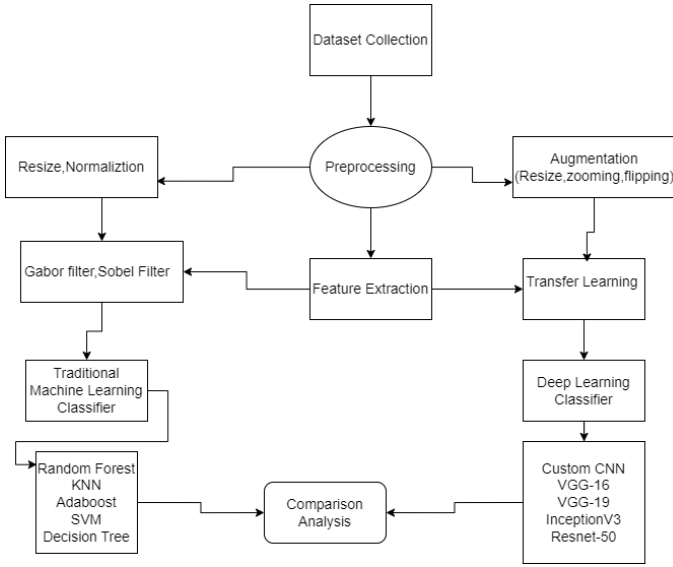 Dataset Collection
Preprocessing
Resize,Normaliztion
Augmentation
(Resize,zooming,flipping)
Gabor filter,Sobel Filter
Feature Extraction
Transfer Learning
Traditional
Machine Learning
Classifier
Deep Learning
Classifier
Random Forest
KNN
Adaboost
SVM
Decision Tree
Comparison
Analysis
Custom CNN
VGG-16
VGG-19
InceptionV3
Resnet-50